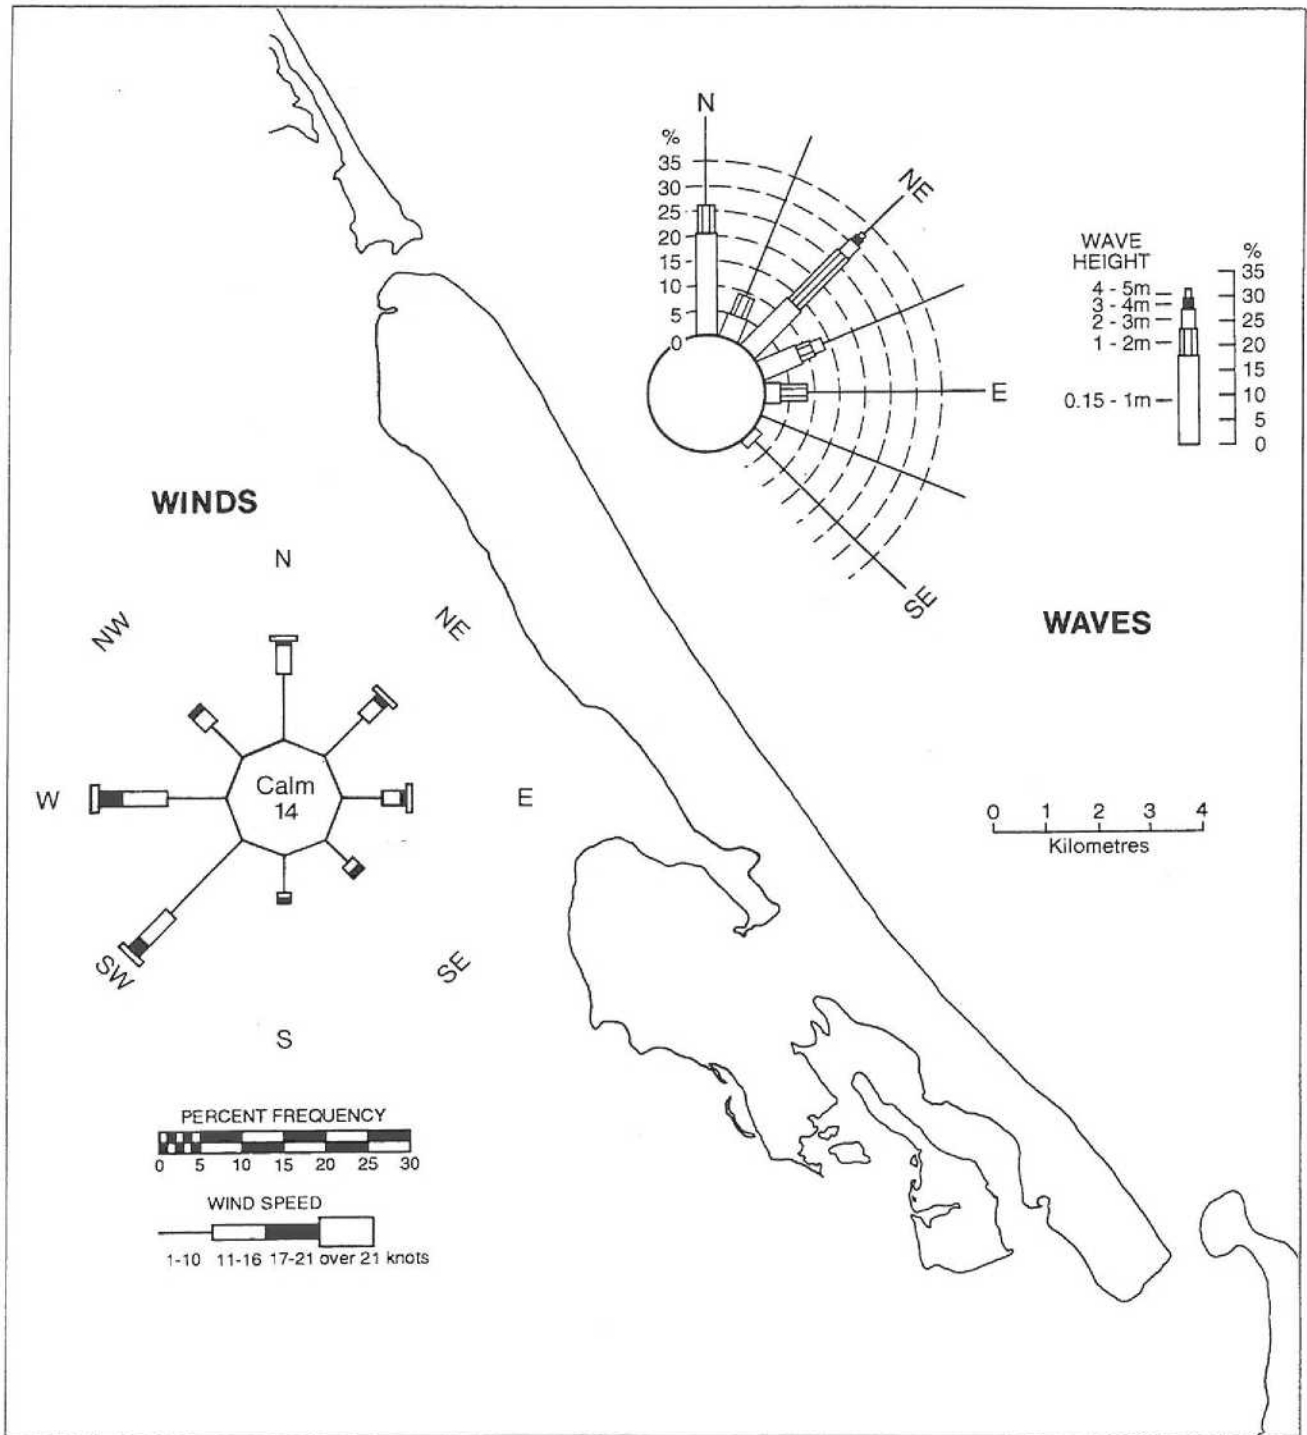 N
%
35
30
25
20
15
10
5
0
NE
E
SE
WAVE
HEIGHT
4 - 5m
3 - 4m
2 - 3m
1 - 2m
0.15 - 1m
%
35
30
25
20
15
10
5
0
WAVES
WINDS
N
NW
NE
W
Calm
14
E
SW
SE
S
0 1 2 3 4
Kilometres
PERCENT FREQUENCY
0 5 10 15 20 25 30
WIND SPEED
1-10 11-16 17-21 over 21 knots